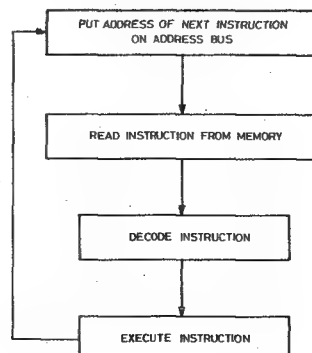 PUT ADDRESS OF NEXT INSTRUCTION
ON ADDRESS BUS
READ INSTRUCTION FROM MEMORY
DECODE INSTRUCTION
EXECUTE INSTRUCTION